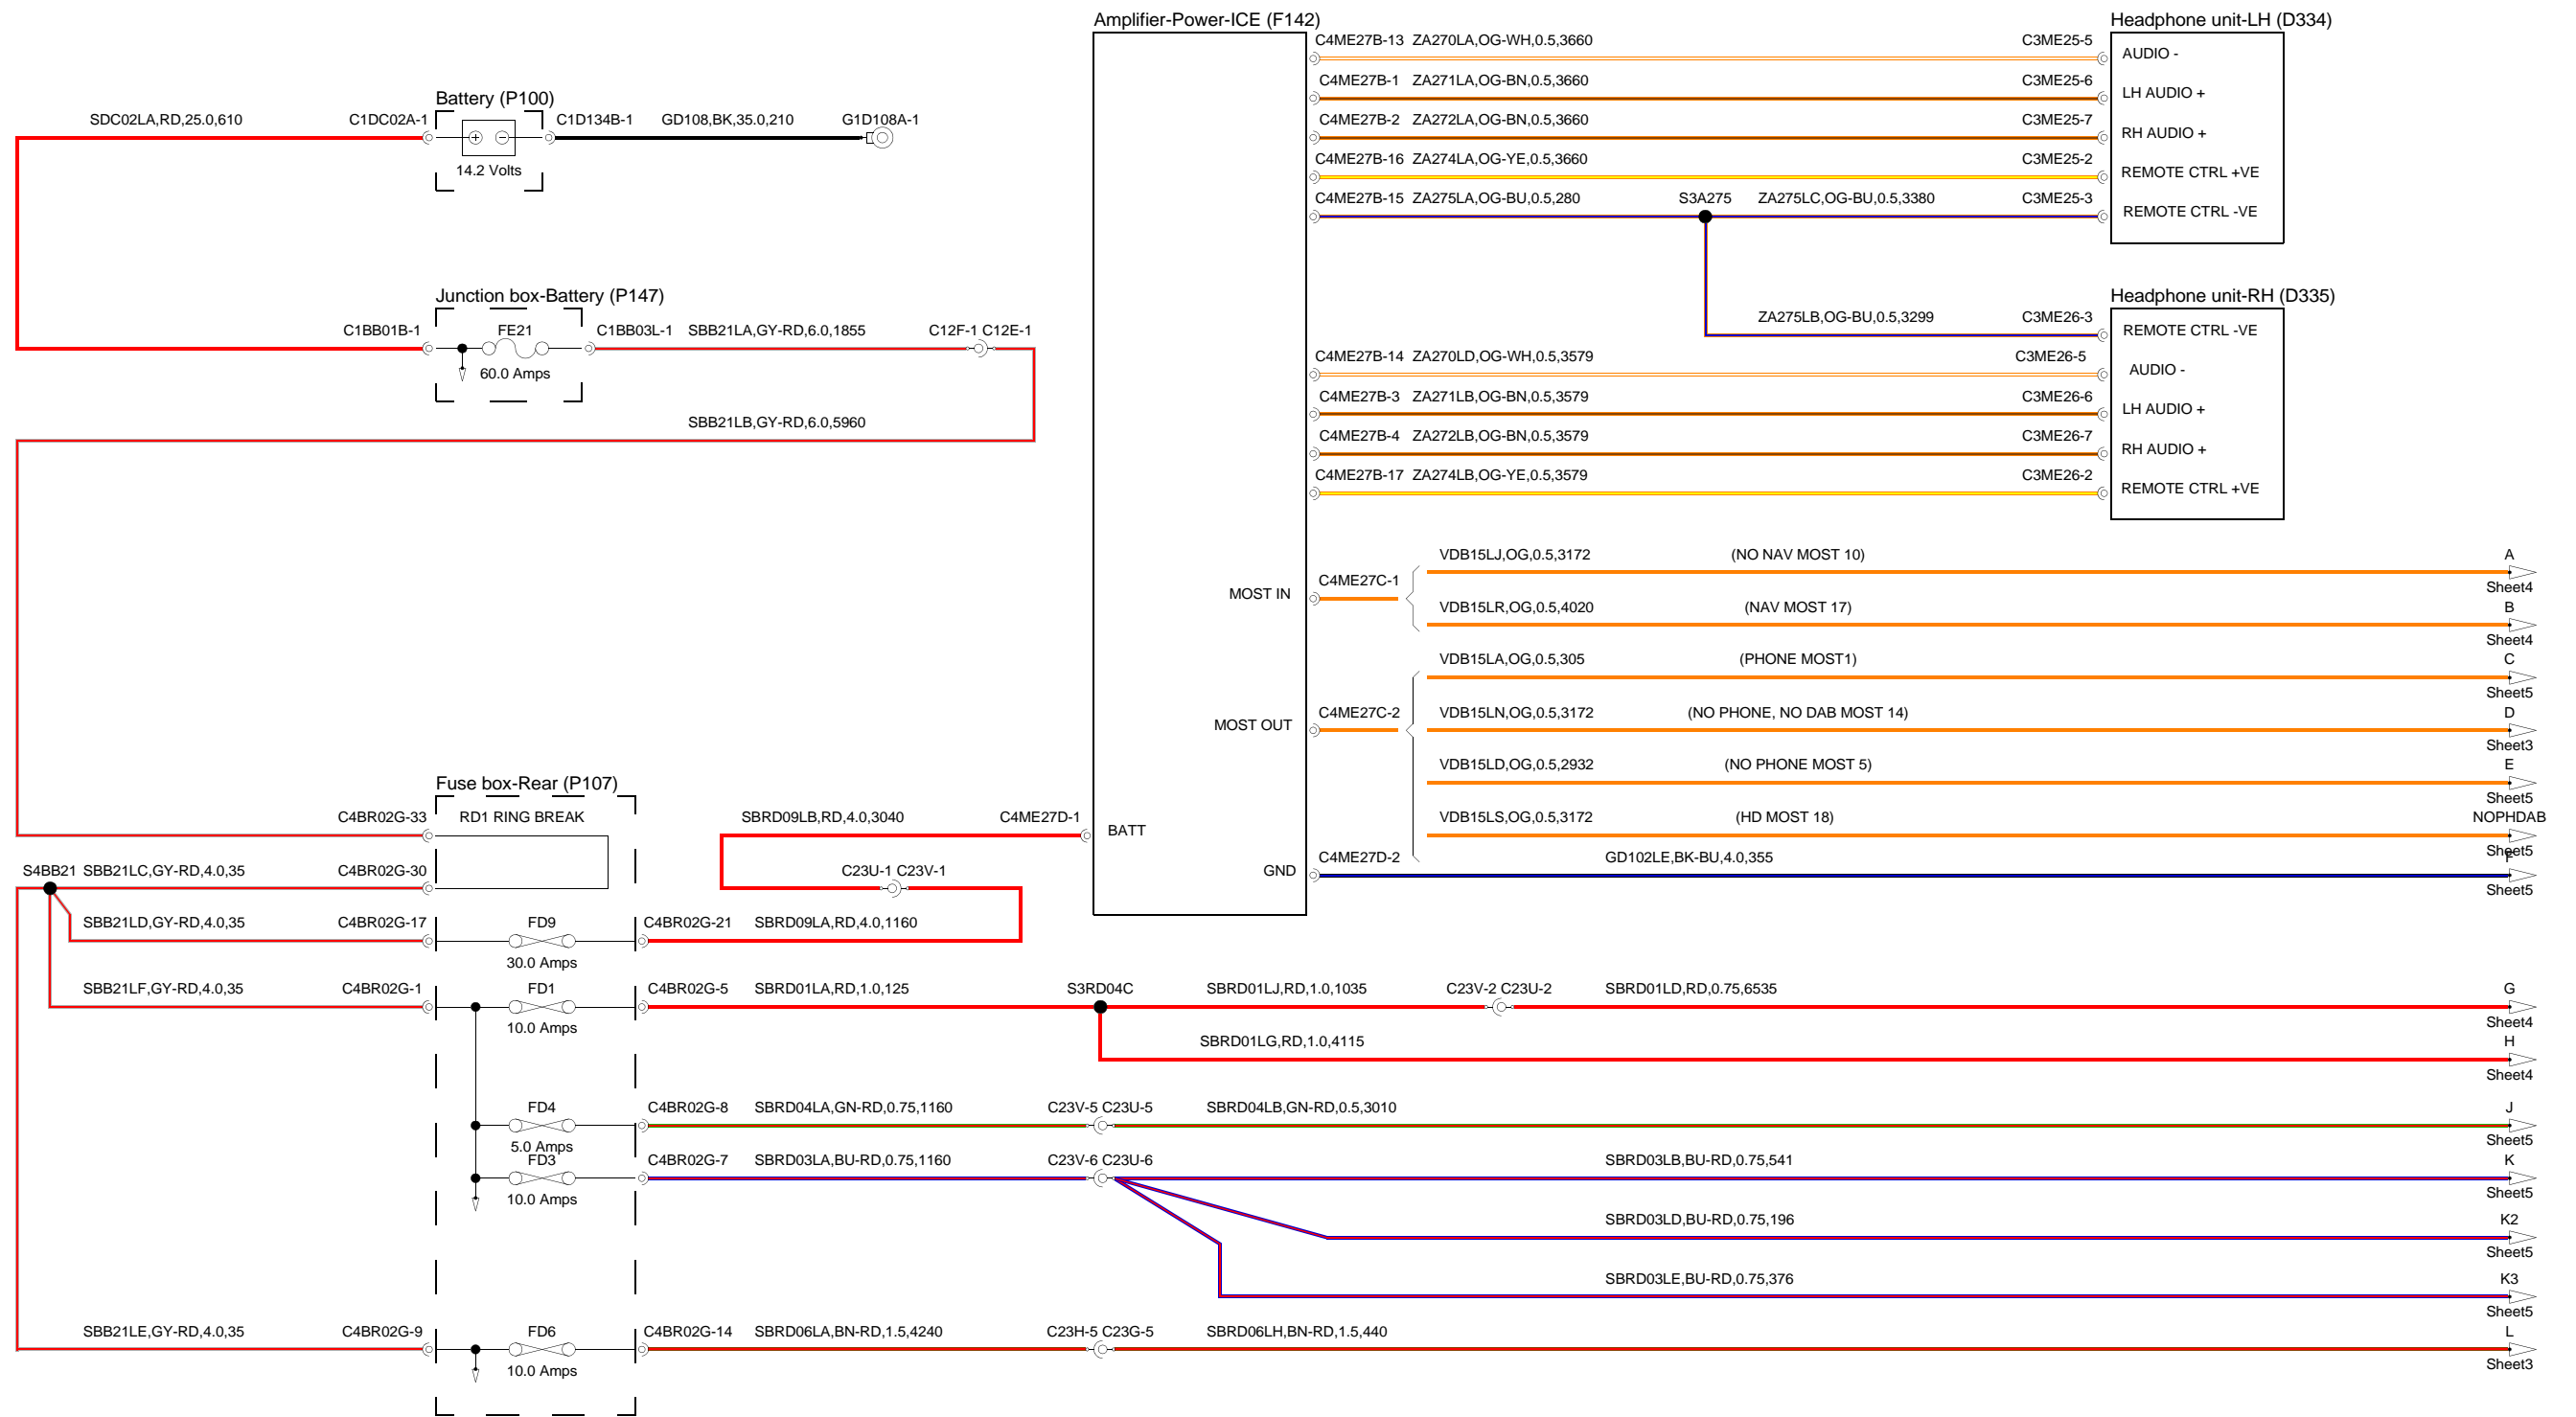 Amplifier-Power-ICE (F142)
Headphone unit-LH (D334)
C4ME27B-13 ZA270LA,OG-WH,0.5,3660 C3ME25-5
AUDIO -
C4ME27B-1 ZA271LA,OG-BN,0.5,3660 C3ME25-6
LH AUDIO +
C4ME27B-2 ZA272LA,OG-BN,0.5,3660 C3ME25-7
RH AUDIO +
C4ME27B-16 ZA274LA,OG-YE,0.5,3660 C3ME25-2
REMOTE CTRL +VE
C4ME27B-15 ZA275LA,OG-BU,0.5,280 S3A275 ZA275LC,OG-BU,0.5,3380 C3ME25-3
REMOTE CTRL -VE
Battery (P100)
SDC02LA,RD,25.0,610 C1DC02A-1 C1D134B-1 GD108,BK,35.0,210 G1D108A-1
14.2 Volts
Junction box-Battery (P147)
C1BB01B-1 FE21 C1BB03L-1 SBB21LA,GY-RD,6.0,1855 C12F-1 C12E-1
60.0 Amps
SBB21LB,GY-RD,6.0,5960
Headphone unit-RH (D335)
ZA275LB,OG-BU,0.5,3299 C3ME26-3
REMOTE CTRL -VE
C4ME27B-14 ZA270LD,OG-WH,0.5,3579 C3ME26-5
AUDIO -
C4ME27B-3 ZA271LB,OG-BN,0.5,3579 C3ME26-6
LH AUDIO +
C4ME27B-4 ZA272LB,OG-BN,0.5,3579 C3ME26-7
RH AUDIO +
C4ME27B-17 ZA274LB,OG-YE,0.5,3579 C3ME26-2
REMOTE CTRL +VE
VDB15LJ,OG,0.5,3172 (NO NAV MOST 10) A
MOST IN C4ME27C-1
Sheet4
VDB15LR,OG,0.5,4020 (NAV MOST 17) B
Sheet4
VDB15LA,OG,0.5,305 (PHONE MOST1) C
Sheet5
MOST OUT C4ME27C-2 VDB15LN,OG,0.5,3172 (NO PHONE, NO DAB MOST 14) D
Sheet3
VDB15LD,OG,0.5,2932 (NO PHONE MOST 5) E
Sheet5
VDB15LS,OG,0.5,3172 (HD MOST 18) NOPHDAB
Sheet5
GND C4ME27D-2 GD102LE,BK-BU,4.0,355 F
Sheet5
Fuse box-Rear (P107)
C4BR02G-33 RD1 RING BREAK SBRD09LB,RD,4.0,3040 C4ME27D-1 BATT
S4BB21 SBB21LC,GY-RD,4.0,35 C4BR02G-30 C23U-1 C23V-1
SBB21LD,GY-RD,4.0,35 C4BR02G-17 FD9 C4BR02G-21 SBRD09LA,RD,4.0,1160
30.0 Amps
SBB21LF,GY-RD,4.0,35 C4BR02G-1 FD1 C4BR02G-5 SBRD01LA,RD,1.0,125 S3RD04C SBRD01LJ,RD,1.0,1035 C23V-2 C23U-2 SBRD01LD,RD,0.75,6535 G
10.0 Amps Sheet4
SBRD01LG,RD,1.0,4115 H
Sheet4
FD4 C4BR02G-8 SBRD04LA,GN-RD,0.75,1160 C23V-5 C23U-5 SBRD04LB,GN-RD,0.5,3010 J
5.0 Amps Sheet5
FD3 C4BR02G-7 SBRD03LA,BU-RD,0.75,1160 C23V-6 C23U-6 SBRD03LB,BU-RD,0.75,541 K
10.0 Amps Sheet5
SBRD03LD,BU-RD,0.75,196 K2
Sheet5
SBRD03LE,BU-RD,0.75,376 K3
Sheet5
SBB21LE,GY-RD,4.0,35 C4BR02G-9 FD6 C4BR02G-14 SBRD06LA,BN-RD,1.5,4240 C23H-5 C23G-5 SBRD06LH,BN-RD,1.5,440 L
10.0 Amps Sheet3